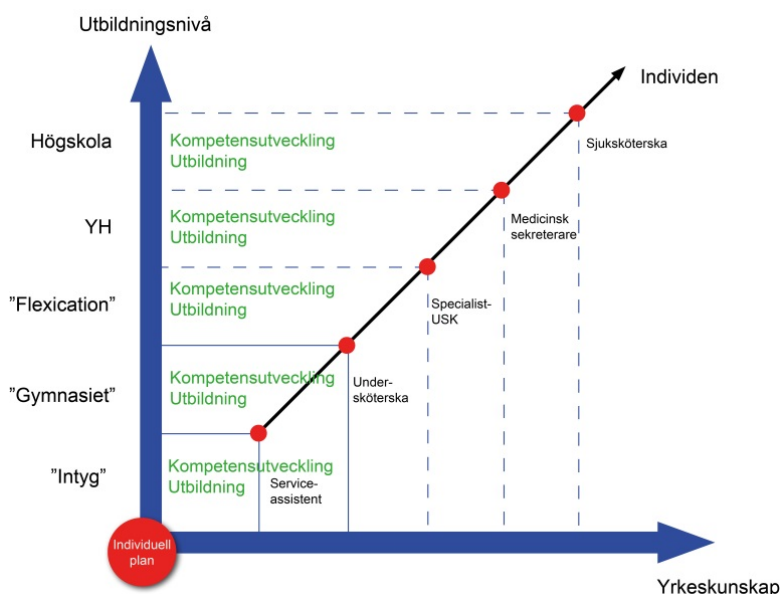 Utbildningsnivå
Individen
Högskola
Kompetensutveckling
Utbildning
Sjuksköterska
YH
Kompetensutveckling
Utbildning
Medicinsk
sekreterare
”Flexication”
Kompetensutveckling
Utbildning
Specialist-
USK
”Gymnasiet”
Kompetensutveckling
Utbildning
Under-
sköterska
”Intyg”
Kompetensutveckling
Utbildning
Service-
assistent
Individuell
plan
Yrkeskunskap